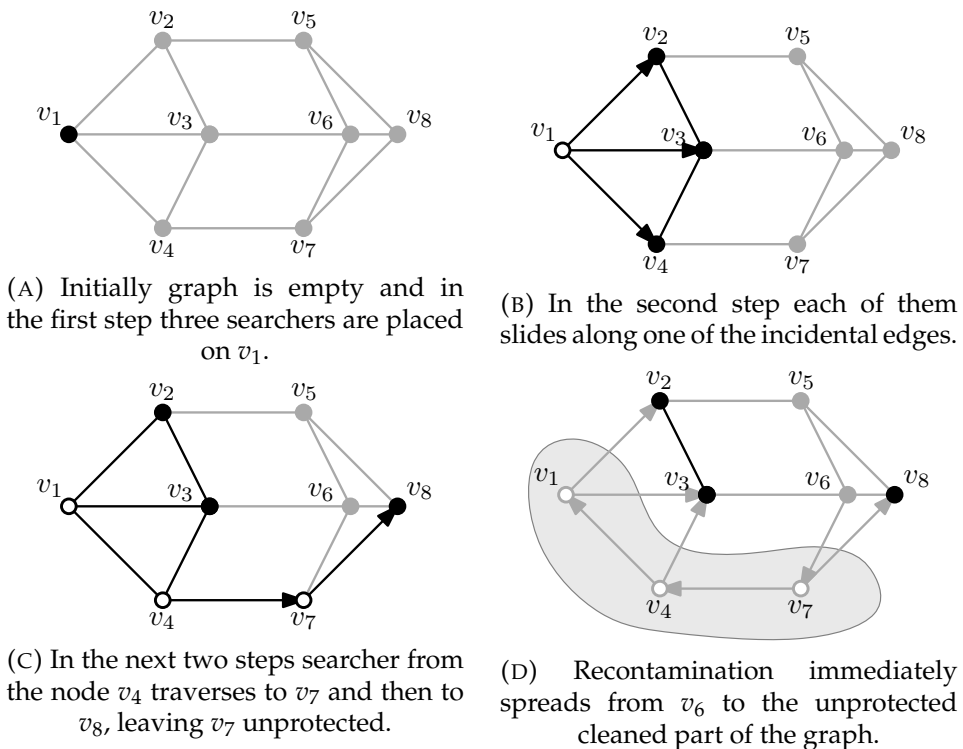 v2 v5
v1 v3 v6 v8
v4 v7
(A) Initially graph is empty and in
the first step three searchers are placed
on v1.
v2 v5
v1 v3 v6 v8
v4 v7
(B) In the second step each of them
slides along one of the incidental edges.
v2 v5
v1 v3 v6 v8
v4 v7
(C) In the next two steps searcher from
the node v4 traverses to v7 and then to
v8, leaving v7 unprotected.
v2 v5
v1 v3 v6 v8
v4 v7
(D) Recontamination immediately
spreads from v6 to the unprotected
cleaned part of the graph.